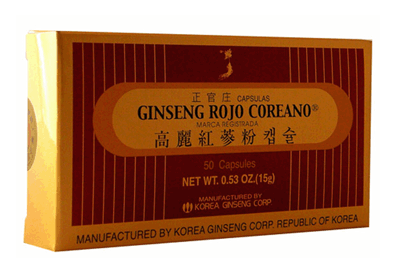 正官庄 CAPSULAS
GINSENG ROJO COREANO®
MARCA REGISTRADA
高麗紅蔘粉캡슐
50 Capsules
NET WT. 0.53 OZ.(15g)
MANUFACTURED BY
KOREA GINSENG CORP.
MANUFACTURED BY KOREA GINSENG CORP. REPUBLIC OF KOREA